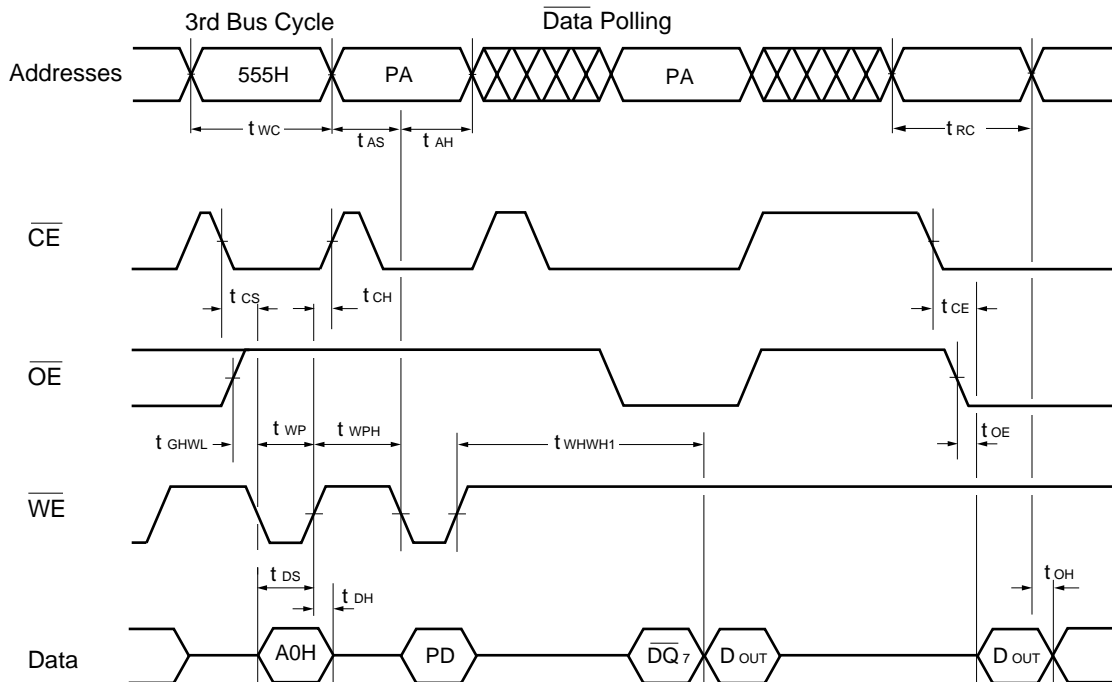 3rd Bus Cycle Data Polling
Addresses 555H PA PA
t WC t AS t AH t RC
CE
t CS t CH t CE
OE
t GHWL t WP t WPH t WHWH1 t OE
WE
t DS t DH t OH
Data A0H PD DQ 7 D OUT D OUT